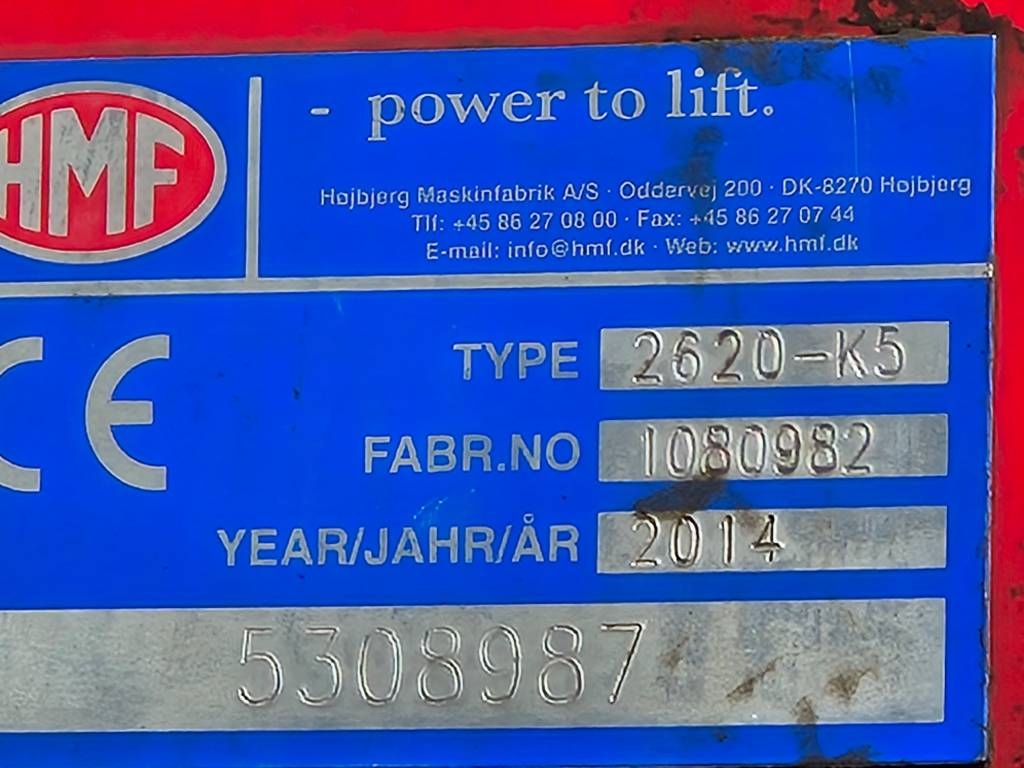 HMF
- power to lift.
Højbjerg Maskinfabrik A/S · Oddervej 200 · DK-8270 Højbjerg
Tlf: +45 86 27 08 00 · Fax: +45 86 27 07 44
E-mail: info@hmf.dk · Web: www.hmf.dk
CE
TYPE 2620-K5
FABR.NO 1080982
YEAR/JAHR/ÅR 2014
5308987